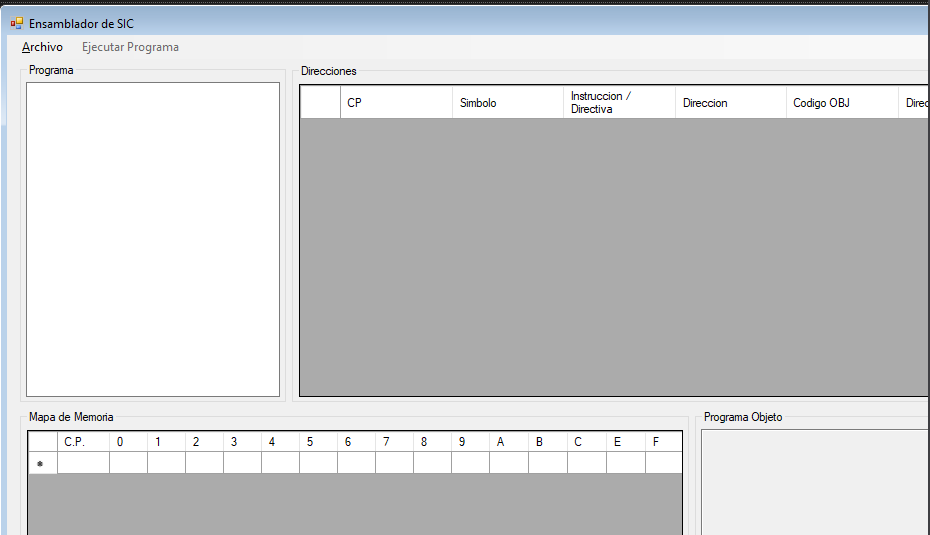 Ensamblador de SIC
Archivo Ejecutar Programa
Programa
Direcciones
CP Simbolo Instruccion / Directiva Direccion Codigo OBJ Direc
Mapa de Memoria
C.P. 0 1 2 3 4 5 6 7 8 9 A B C E F
Programa Objeto